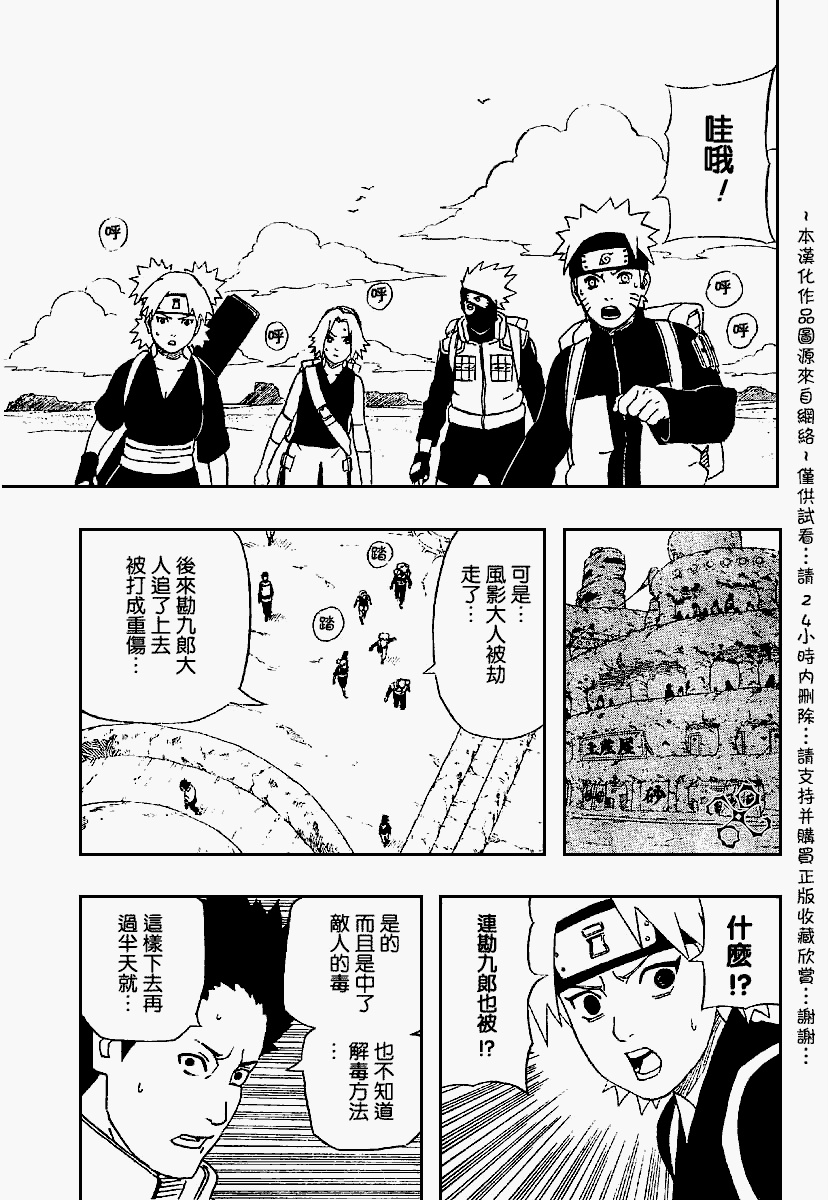 哇哦！
呼
呼
呼
呼
呼
土産屋
砂
可是…
風影大人被劫
走了…
踏
踏
後來勘九郎大
人追了上去
被打成重傷…
什麼!?
連勘九郎也被!?
是的
而且是中了
敵人的毒
也不知道
解毒方法
…
這樣下去再
過半天就…
~本漢化作品圖源來自網絡~僅供試看…請24小時内刪除…請支持并購買正版收藏欣賞…謝謝…